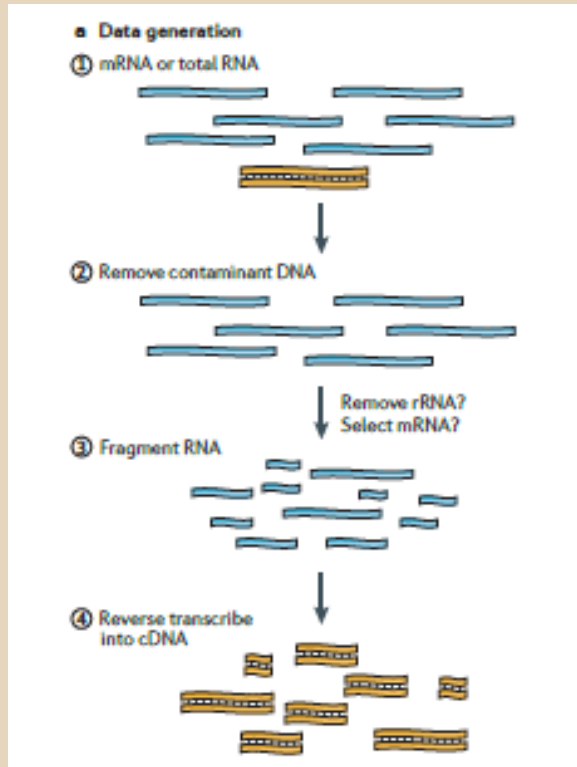 a Data generation
① mRNA or total RNA
② Remove contaminant DNA
Remove rRNA?
Select mRNA?
③ Fragment RNA
④ Reverse transcribe
into cDNA